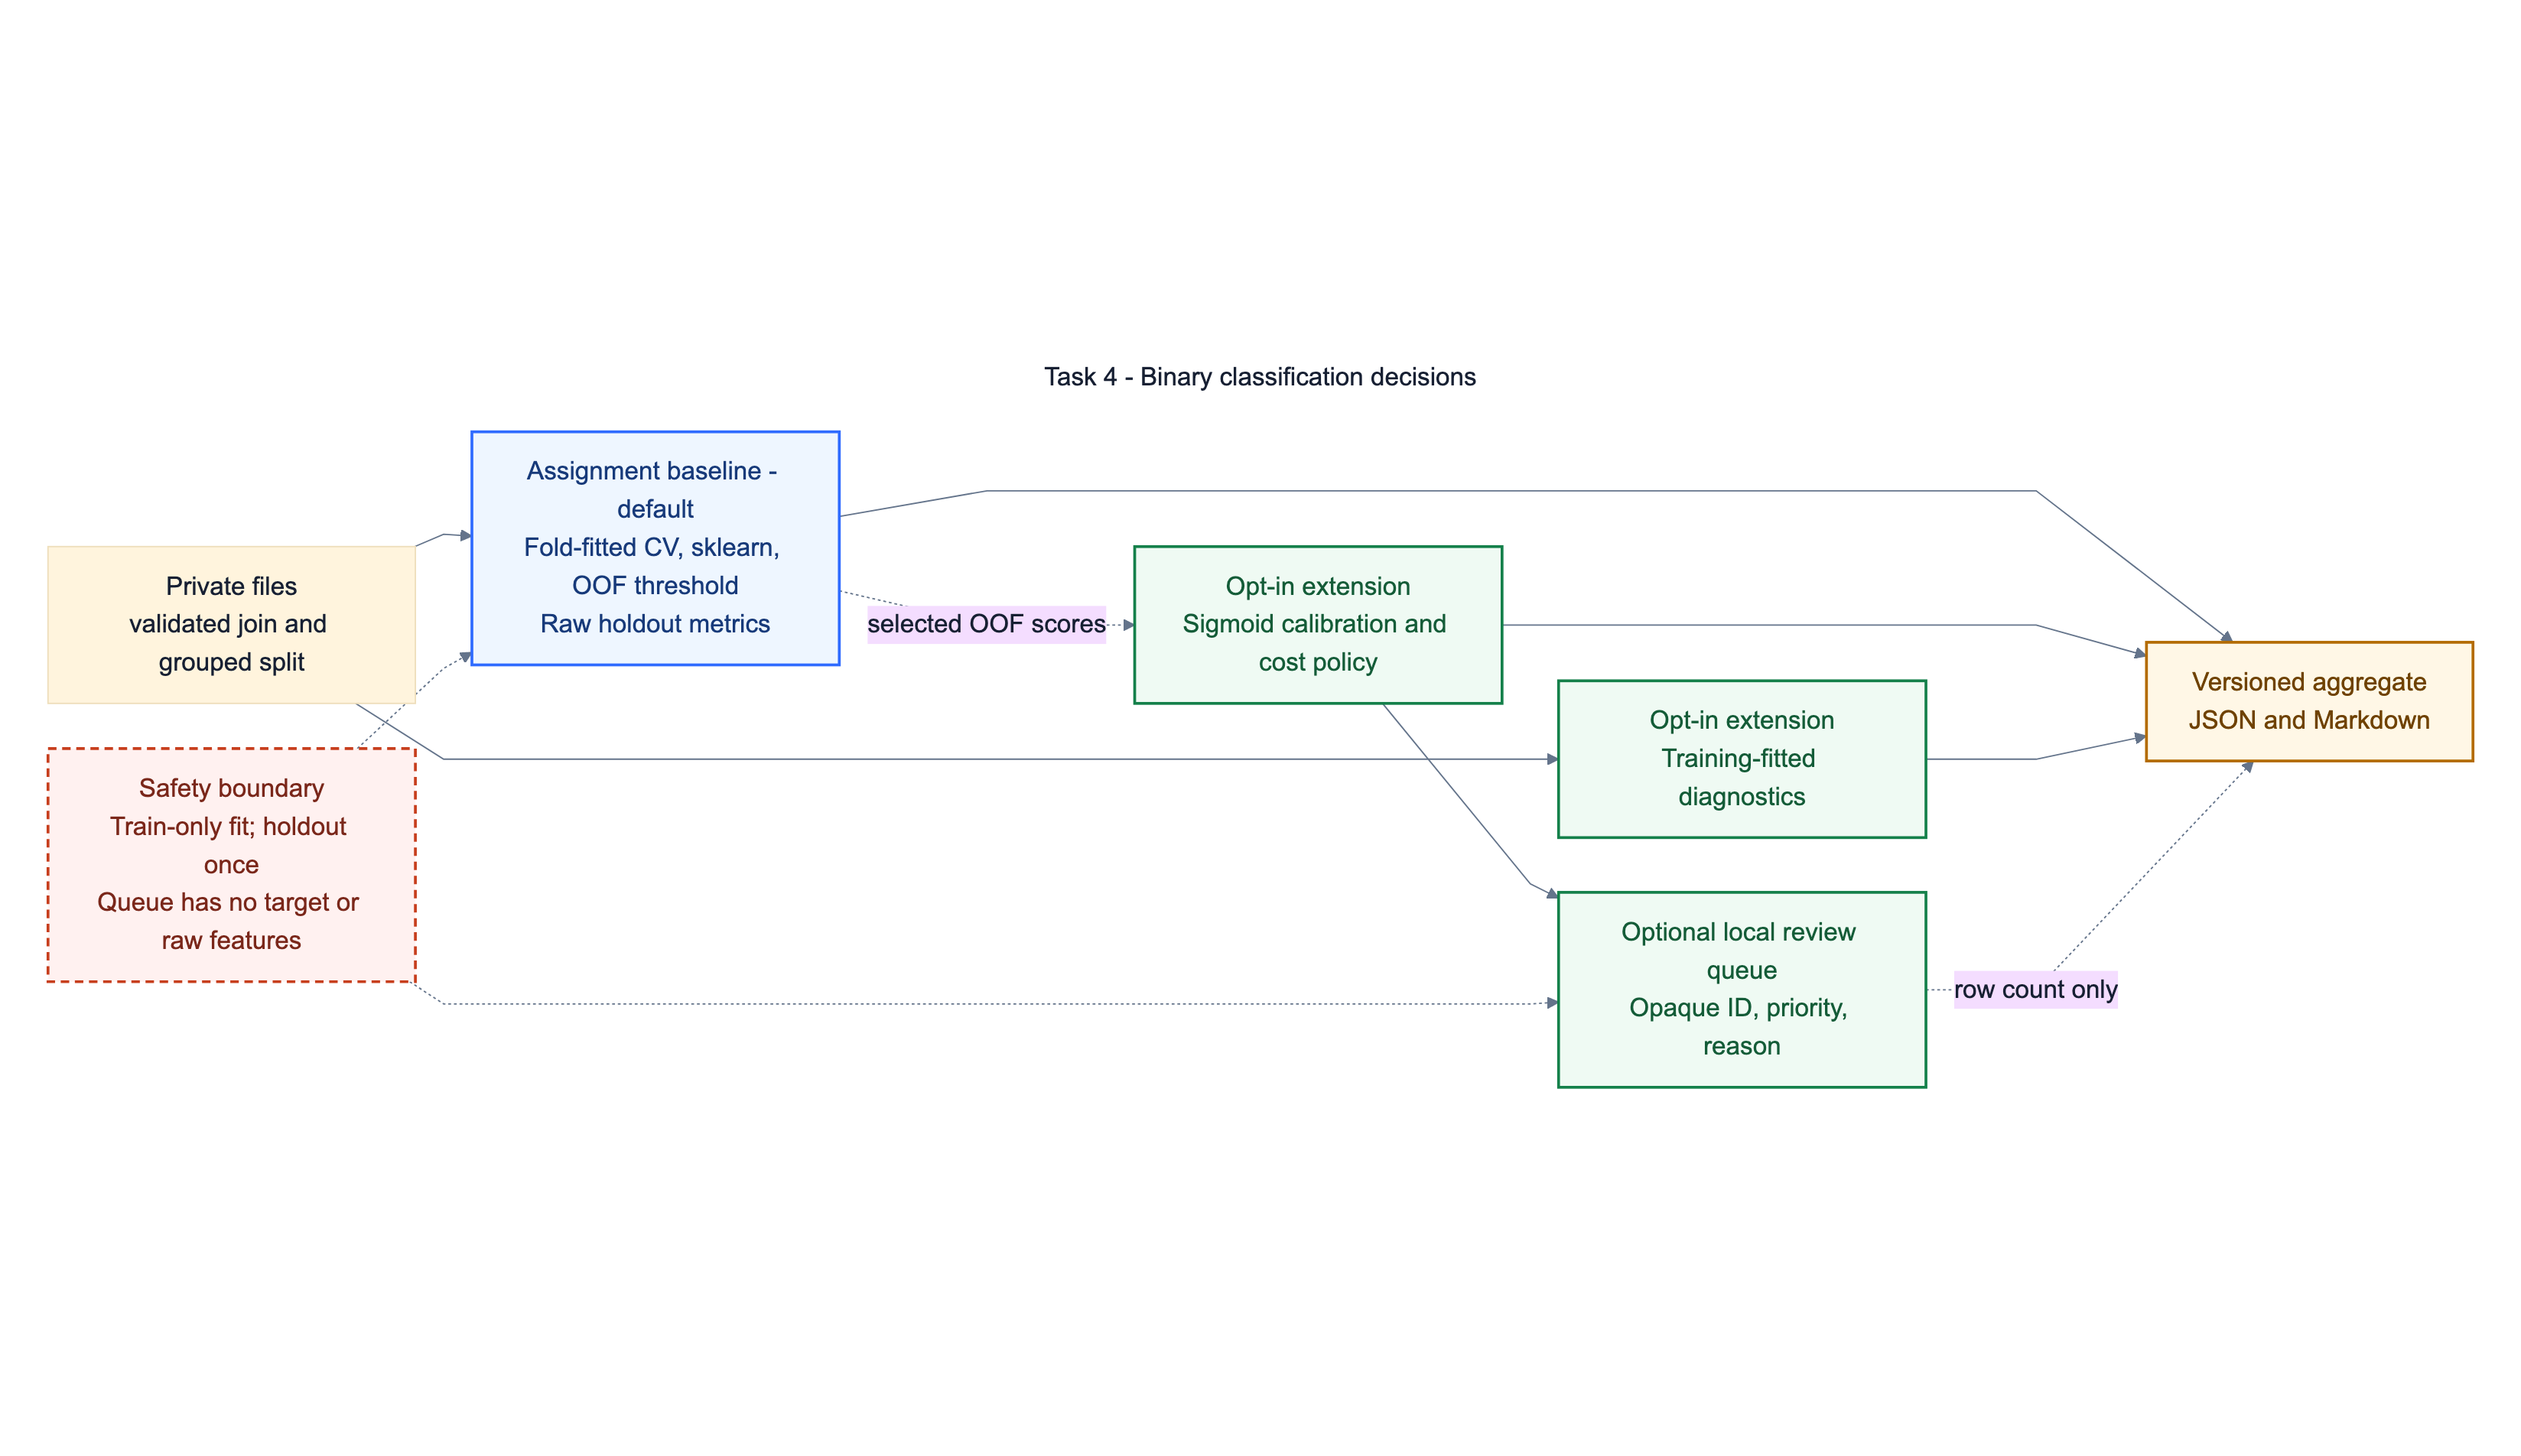 Task 4 - Binary classification decisions
Assignment baseline -
default
Fold-fitted CV, sklearn,
OOF threshold
Raw holdout metrics
Private files
validated join and
grouped split
selected OOF scores
Opt-in extension
Sigmoid calibration and
cost policy
Versioned aggregate
JSON and Markdown
Opt-in extension
Training-fitted
diagnostics
Safety boundary
Train-only fit; holdout
once
Queue has no target or
raw features
Optional local review
queue
Opaque ID, priority,
reason
row count only